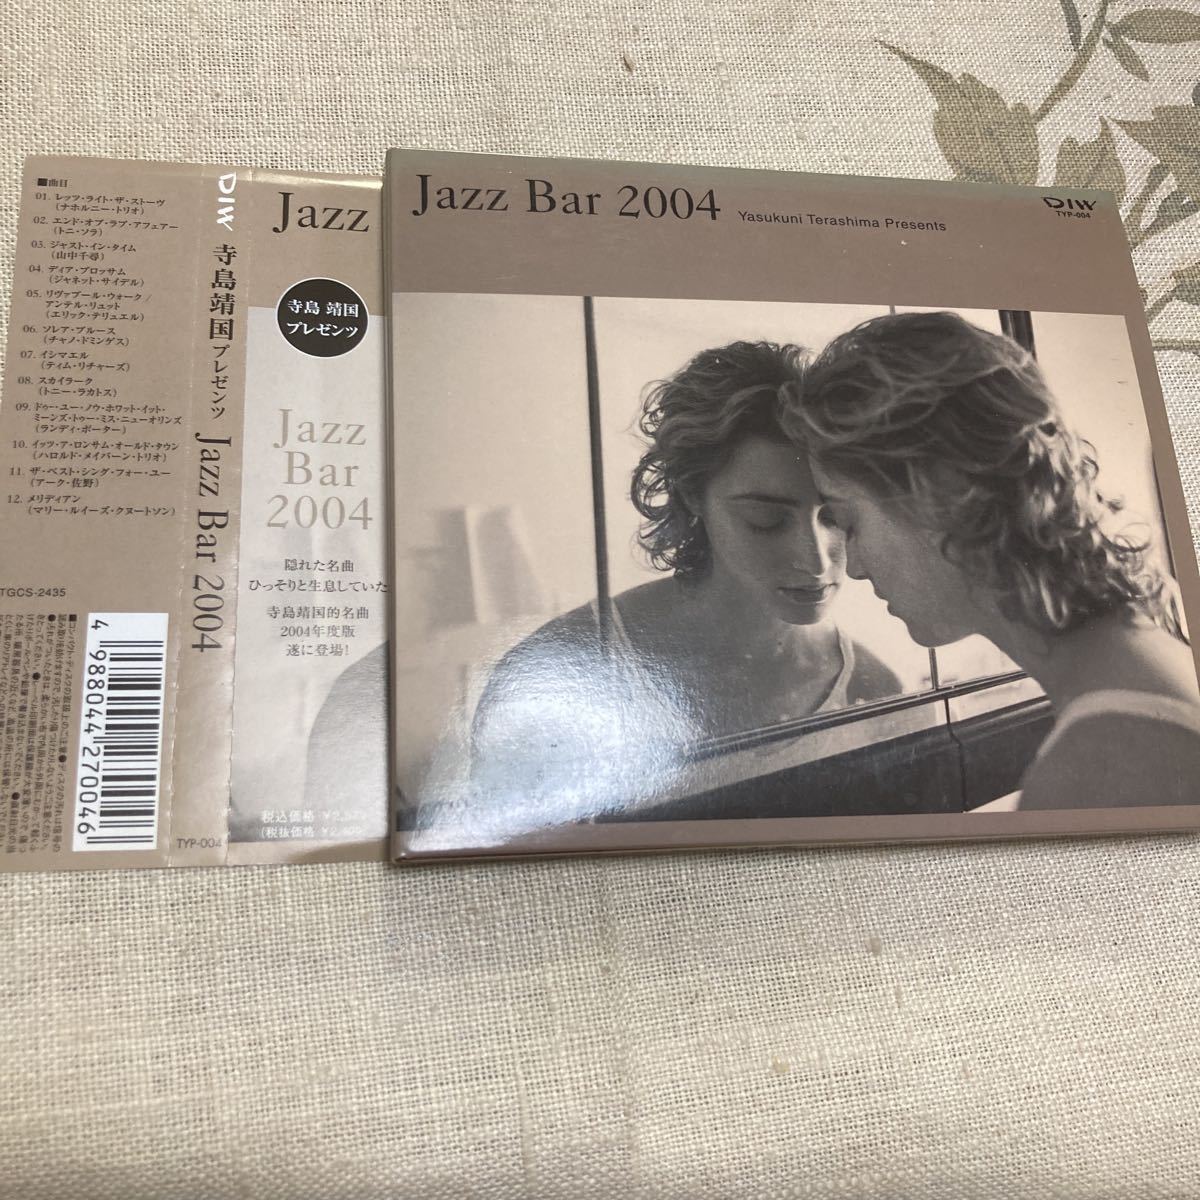 ■曲目
01. レッツ・ライト・ザ・ストーヴ
（ナホルニー・トリオ）
02. エンド・オブ・ラブ・アフェアー
（トニ・ソラ）
03. ジャスト・イン・タイム
（山中千尋）
04. ディア・ブロッサム
（ジャネット・サイデル）
05. リヴァプール・ウォーク／
アンテル・リュット
（エリック・テリュエル）
06. ソレア・ブルース
（チャノ・ドミンゲス）
07. イシマエル
（ティム・リチャーズ）
08. スカイラーク
（トニー・ラカトス）
09. ドゥー・ユー・ノウ・ホワット・イット・
ミーンズ・トゥー・ミス・ニューオリンズ
（ランディ・ポーター）
10. イッツ・ア・ロンサム・オールド・タウン
（ハロルド・メイバーン・トリオ）
11. ザ・ベスト・シング・フォー・ユー
（アーク・佐野）
12. メリディアン
（マリー・ルイーズ・クヌートソン）
TGCS-2435
4 988044 270046
DIW 寺島靖国プレゼンツ Jazz Bar 2004
TYP-004
Jazz
寺島 靖国
プレゼンツ
Jazz
Bar
2004
隠れた名曲
ひっそりと生息していた
寺島靖国的名曲
2004年度版
遂に登場!
税込価格
(税抜価格
Jazz Bar 2004 Yasukuni Terashima Presents
DIW
TYP-004